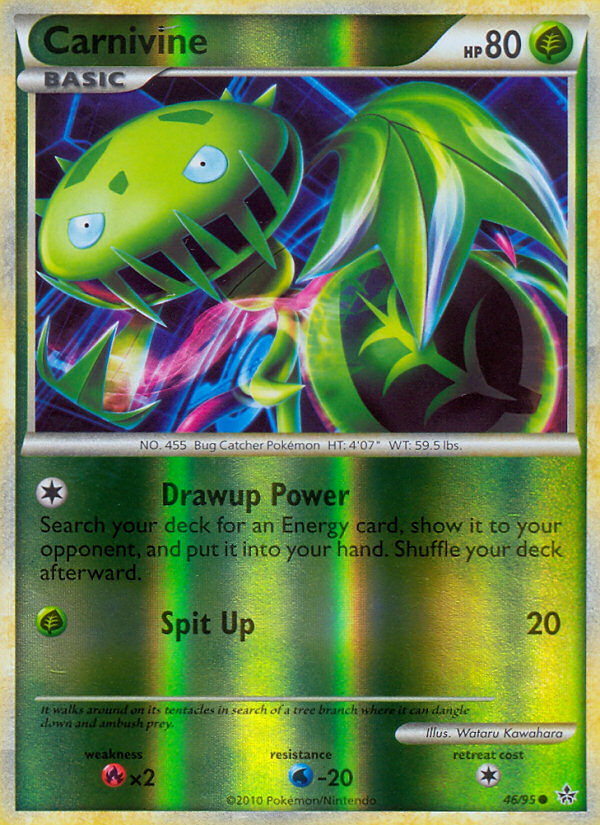 Carnivine HP 80
BASIC
NO. 455 Bug Catcher Pokémon HT: 4'07" WT: 59.5 lbs.
Drawup Power
Search your deck for an Energy card, show it to your
opponent, and put it into your hand. Shuffle your deck
afterward.
Spit Up 20
It walks around on its tentacles in search of a tree branch where it can dangle
down and ambush prey.
Illus. Wataru Kawahara
weakness resistance retreat cost
×2 -20
©2010 Pokémon/Nintendo 46/95